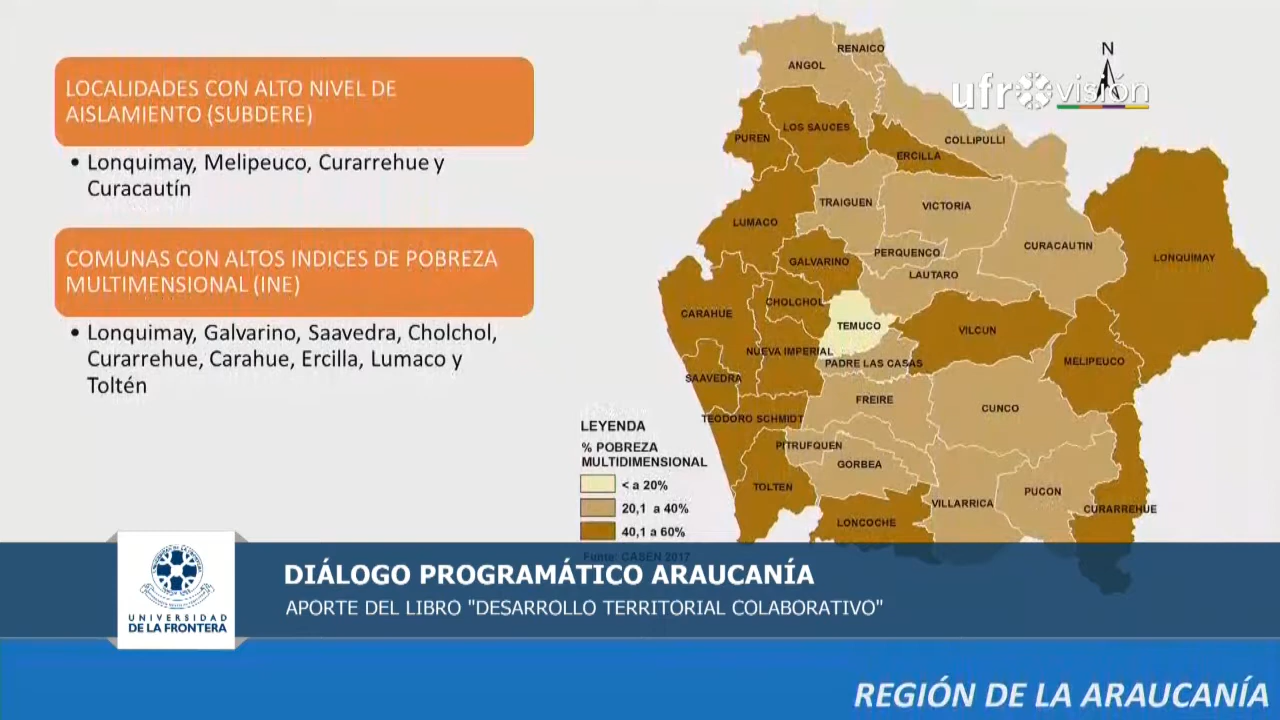 LOCALIDADES CON ALTO NIVEL DE
AISLAMIENTO (SUBDERE)
• Lonquimay, Melipeuco, Curarrehue y
Curacautín
COMUNAS CON ALTOS INDICES DE POBREZA
MULTIMENSIONAL (INE)
• Lonquimay, Galvarino, Saavedra, Cholchol,
Curarrehue, Carahue, Ercilla, Lumaco y
Toltén
N
ufro visión
RENAICO
ANGOL
LOS SAUCES
PUREN
COLLIPULLI
ERCILLA
TRAIGUEN
VICTORIA
LUMACO
CURACAUTIN
PERQUENCO
LONQUIMAY
GALVARINO
LAUTARO
CHOLCHOL
CARAHUE
TEMUCO
VILCUN
NUEVA IMPERIAL
PADRE LAS CASAS
MELIPEUCO
SAAVEDRA
FREIRE
CUNCO
TEODORO SCHMIDT
PITRUFQUEN
GORBEA
TOLTEN
PUCON
VILLARRICA
CURARREHUE
LONCOCHE
LEYENDA
% POBREZA
MULTIDIMENSIONAL
< a 20%
20,1 a 40%
40,1 a 60%
Fuente: CASEN 2017
UNIVERSIDAD
DE LA FRONTERA
DIÁLOGO PROGRAMÁTICO ARAUCANÍA
APORTE DEL LIBRO "DESARROLLO TERRITORIAL COLABORATIVO"
REGIÓN DE LA ARAUCANÍA